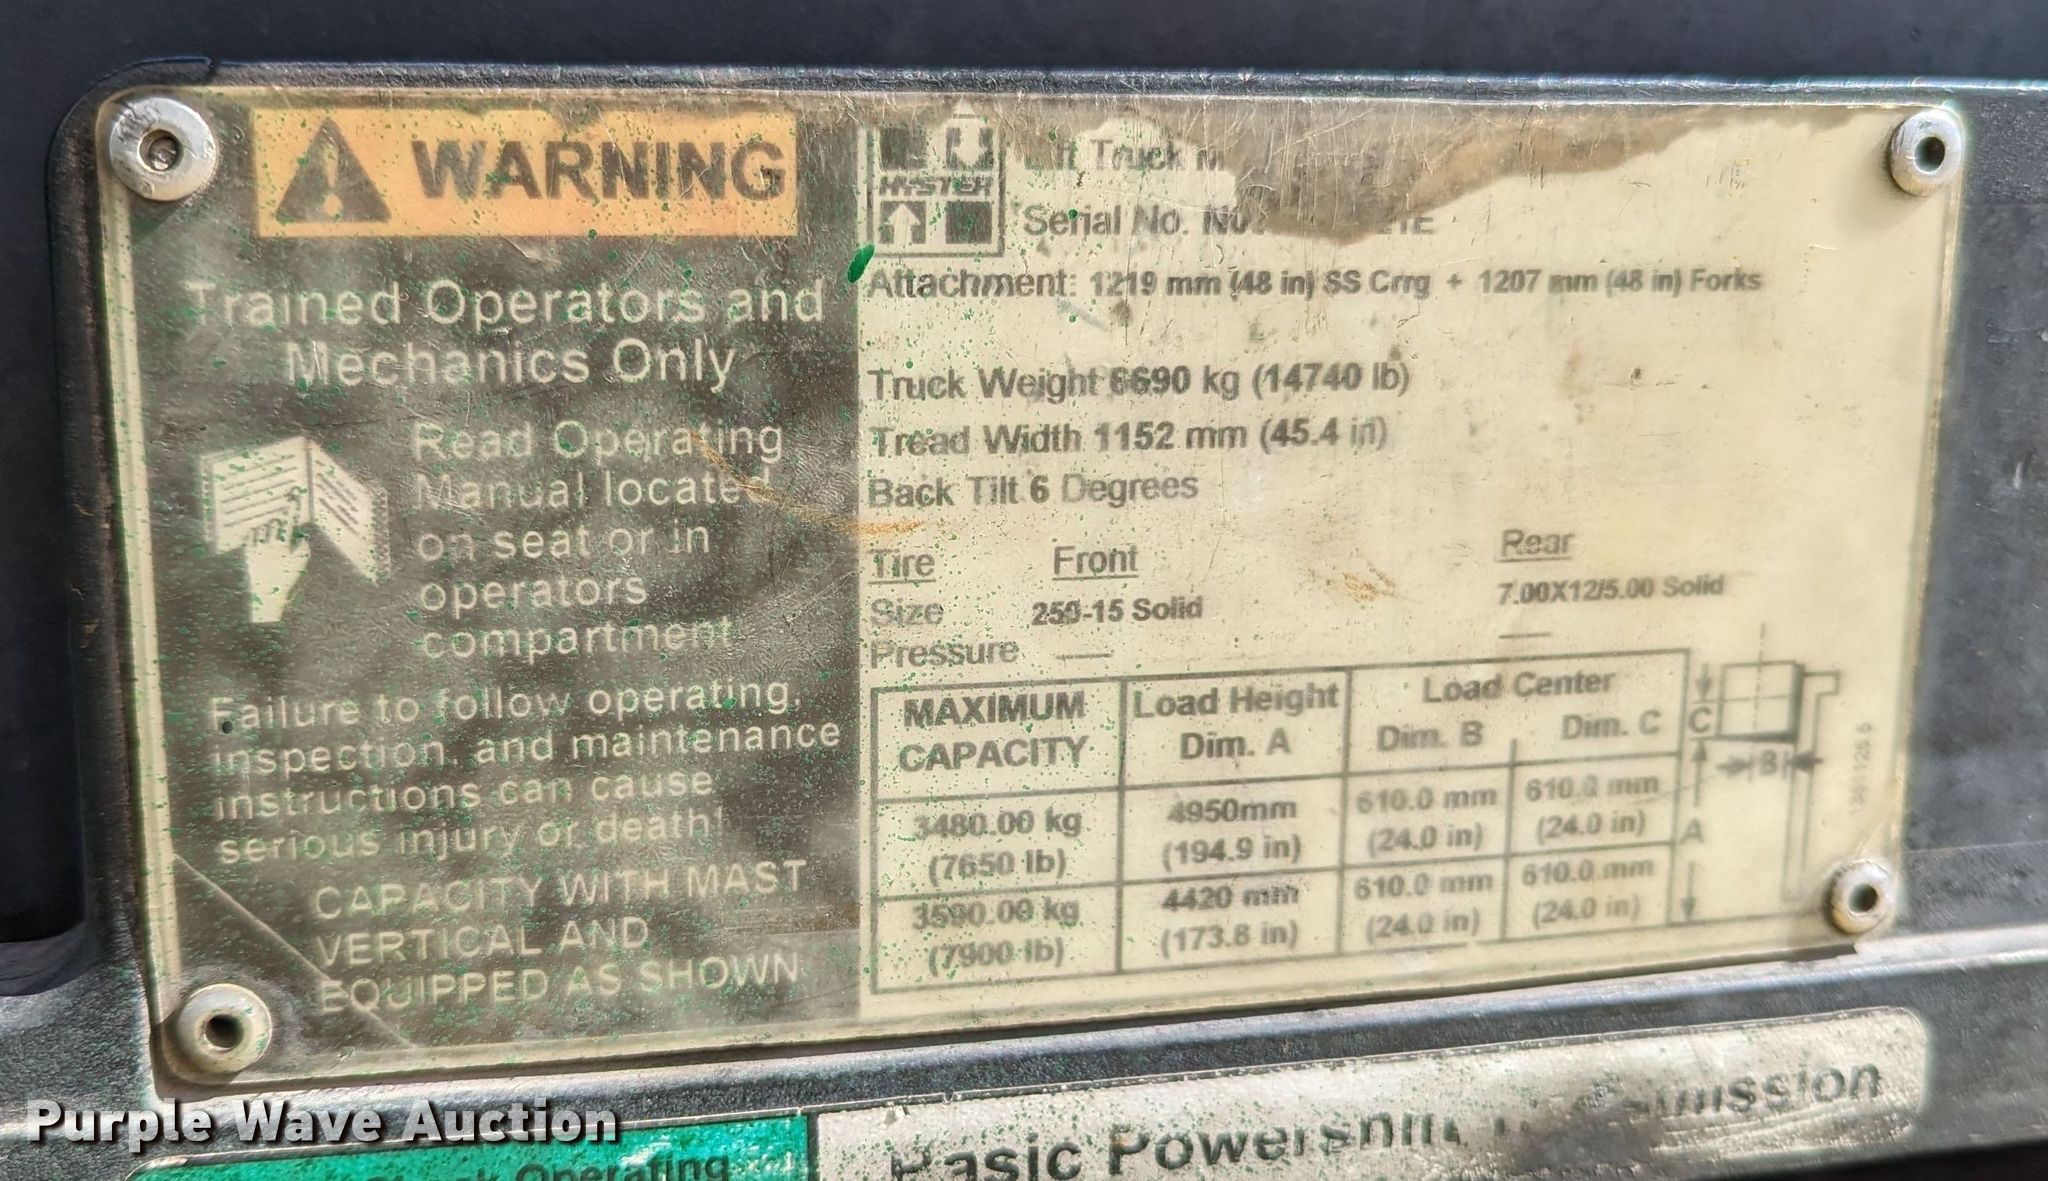 WARNING
Trained Operators and
Mechanics Only
Read Operating
Manual located
on seat or in
operators
compartment
Failure to follow operating,
inspection, and maintenance
instructions can cause
serious injury or death!
CAPACITY WITH MAST
VERTICAL AND
EQUIPPED AS SHOWN
HYSTER
Truck
Serial No.
Attachment: 1219 mm (48 in) SS Crrg + 1207 mm (48 in) Forks
Truck Weight 6690 kg (14740 lb)
Tread Width 1152 mm (45.4 in)
Back Tilt 6 Degrees
Tire Front Rear
Size 250-15 Solid 7.00X12/5.00 Solid
Pressure
MAXIMUM Load Height Load Center
CAPACITY Dim. A Dim. B Dim. C
3480.00 kg 4950mm 610.0 mm 610.0 mm
(7650 lb) (194.9 in) (24.0 in) (24.0 in)
3590.00 kg 4420 mm 610.0 mm 610.0 mm
(7900 lb) (173.8 in) (24.0 in) (24.0 in)
C
B
A
Basic Powershift
Operating
Purple Wave Auction